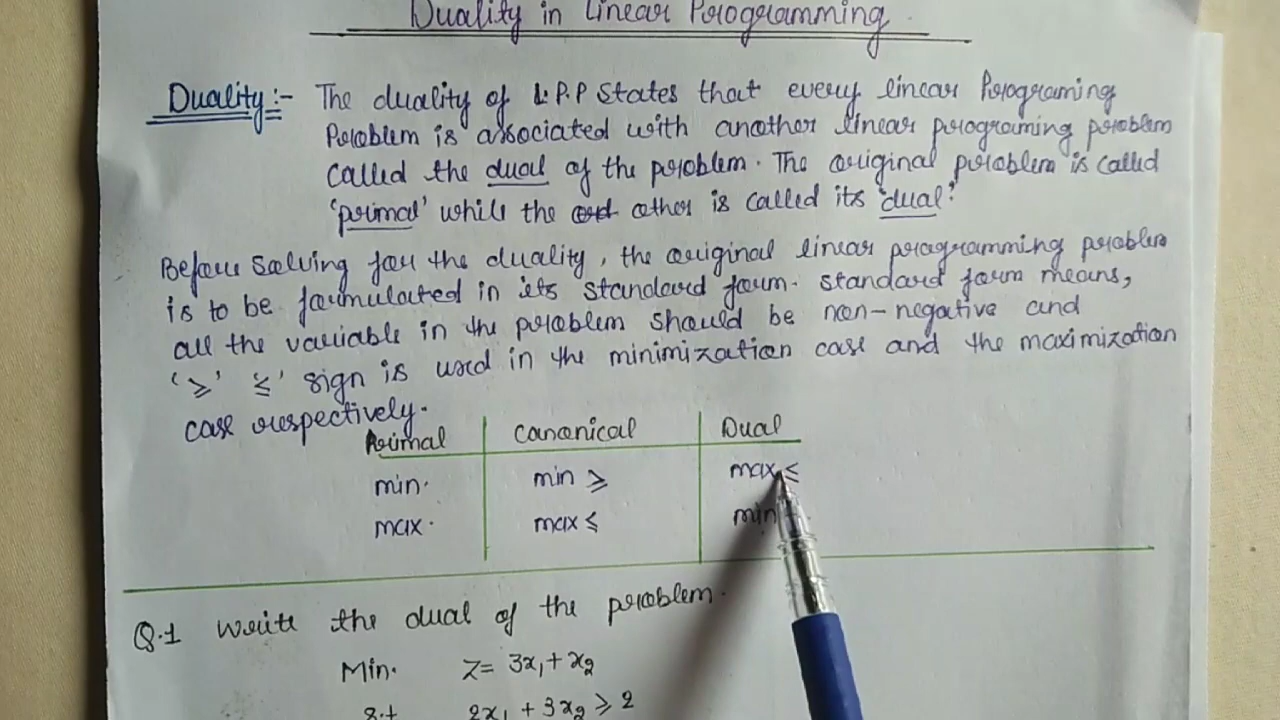 Duality in Linear Programming
Duality :- The duality of L.P.P States that every linear Programing
Problem is associated with another linear programing problem
called the dual of the problem. The original problem is called
'primal' while the other is called its 'dual'.
Before Solving for the duality, the original linear programming problem
is to be formulated in its standard form. standard form means,
all the variable in the problem should be non-negative and
'≥' '≤' sign is used in the minimization case and the maximization
case respectively.
Primal Canonical Dual
min. min ≥ max ≤
max. max ≤ min
Q.1 Write the dual of the problem.
Min. Z= 3x₁ + x₂
S.t 2x₁ + 3x₂ ≥ 2